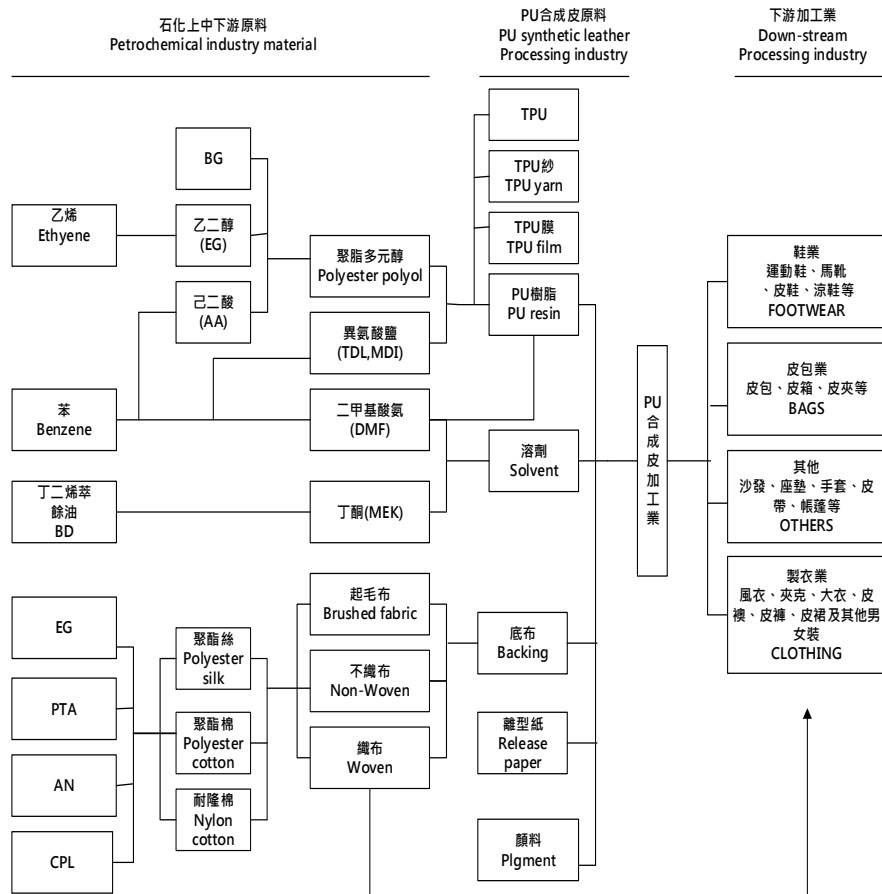 石化上中下游原料
Petrochemical industry material
PU合成皮原料
PU synthetic leather
Processing industry
下游加工業
Down-stream
Processing industry
BG
乙烯
Ethyene
乙二醇
(EG)
己二酸
(AA)
聚脂多元醇
Polyester polyol
異氨酸鹽
(TDL,MDI)
苯
Benzene
二甲基酸氨
(DMF)
丁二烯萃
餘油
BD
丁酮(MEK)
EG
PTA
AN
CPL
聚酯絲
Polyester
silk
聚酯棉
Polyester
cotton
耐隆棉
Nylon
cotton
起毛布
Brushed fabric
不織布
Non-Woven
織布
Woven
TPU
TPU紗
TPU yarn
TPU膜
TPU film
PU樹脂
PU resin
溶劑
Solvent
底布
Backing
離型紙
Release
paper
顏料
Plgment
PU
合
成
皮
加
工
業
鞋業
運動鞋、馬靴
、皮鞋、涼鞋等
FOOTWEAR
皮包業
皮包、皮箱、皮夾等
BAGS
其他
沙發、座墊、手套、皮
帶、帳蓬等
OTHERS
製衣業
風衣、夾克、大衣、皮
襖、皮褲、皮裙及其他男
女裝
CLOTHING